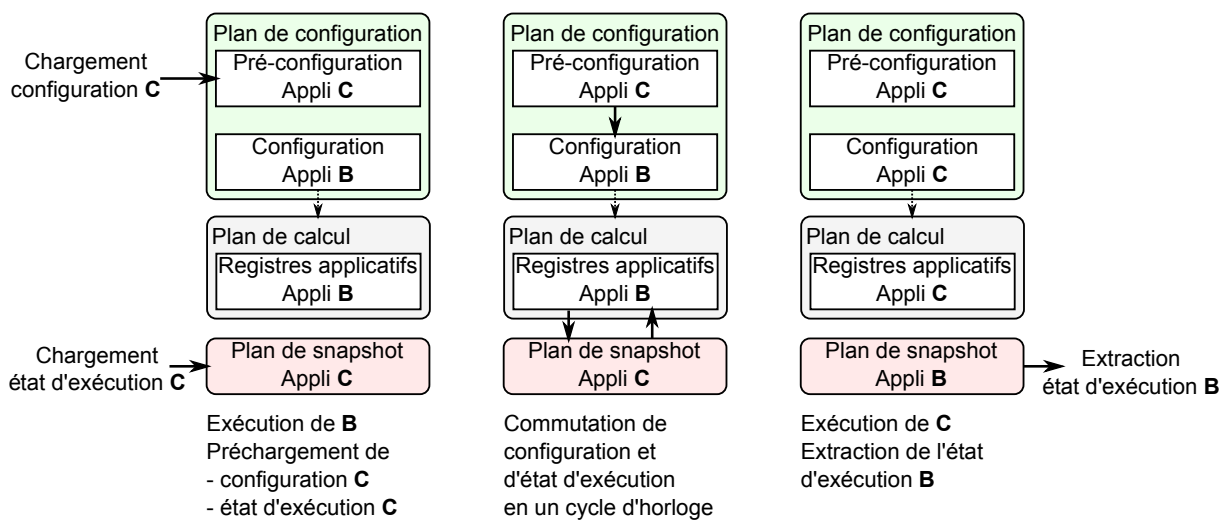 Chargement
configuration C
Plan de configuration
Pré-configuration
Appli C
Configuration
Appli B
Plan de calcul
Registres applicatifs
Appli B
Chargement
état d'exécution C
Plan de snapshot
Appli C
Exécution de B
Préchargement de
- configuration C
- état d'exécution C
Plan de configuration
Pré-configuration
Appli C
Configuration
Appli B
Plan de calcul
Registres applicatifs
Appli B
Plan de snapshot
Appli C
Commutation de
configuration et
d'état d'exécution
en un cycle d'horloge
Plan de configuration
Pré-configuration
Appli C
Configuration
Appli C
Plan de calcul
Registres applicatifs
Appli C
Plan de snapshot
Appli B
Extraction
état d'exécution B
Exécution de C
Extraction de l'état
d'exécution B